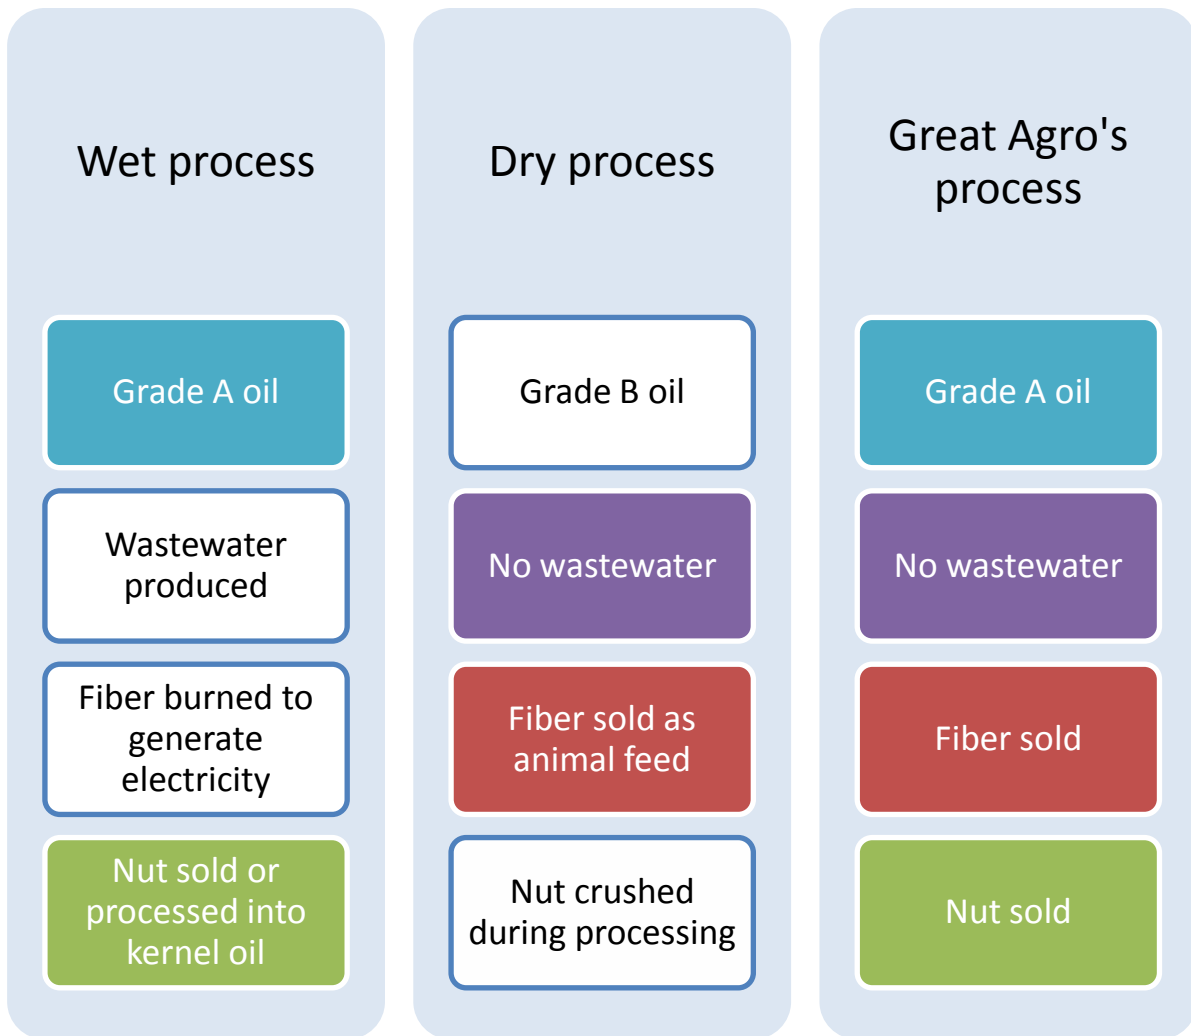 Wet process
Grade A oil
Wastewater
produced
Fiber burned to
generate
electricity
Nut sold or
processed into
kernel oil
Dry process
Grade B oil
No wastewater
Fiber sold as
animal feed
Nut crushed
during processing
Great Agro's
process
Grade A oil
No wastewater
Fiber sold
Nut sold